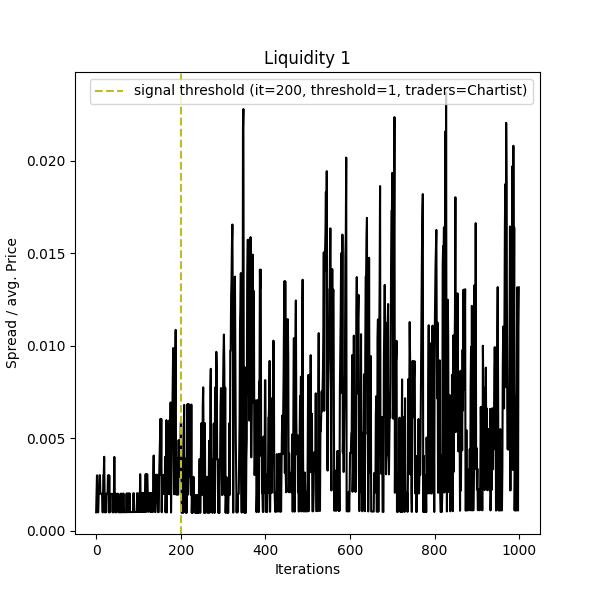 Liquidity 1
signal threshold (it=200, threshold=1, traders=Chartist)
Spread / avg. Price
0.020
0.015
0.010
0.005
0.000
0
200
400
600
800
1000
Iterations